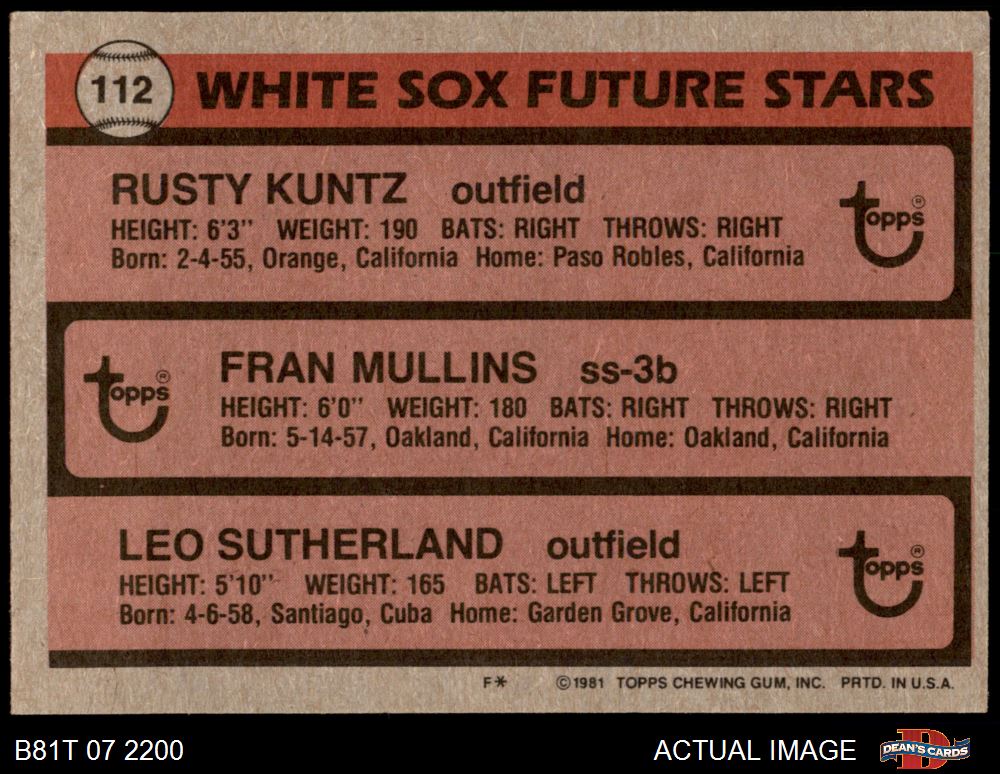 112 WHITE SOX FUTURE STARS
RUSTY KUNTZ outfield
HEIGHT: 6'3" WEIGHT: 190 BATS: RIGHT THROWS: RIGHT
Born: 2-4-55, Orange, California Home: Paso Robles, California
Topps ®
FRAN MULLINS ss-3b
HEIGHT: 6'0" WEIGHT: 180 BATS: RIGHT THROWS: RIGHT
Born: 5-14-57, Oakland, California Home: Oakland, California
Topps ®
LEO SUTHERLAND outfield
HEIGHT: 5'10" WEIGHT: 165 BATS: LEFT THROWS: LEFT
Born: 4-6-58, Santiago, Cuba Home: Garden Grove, California
Topps ®
F* ©1981 TOPPS CHEWING GUM, INC. PRTD. IN U.S.A.
B81T 07 2200 ACTUAL IMAGE DEAN'S CARDS